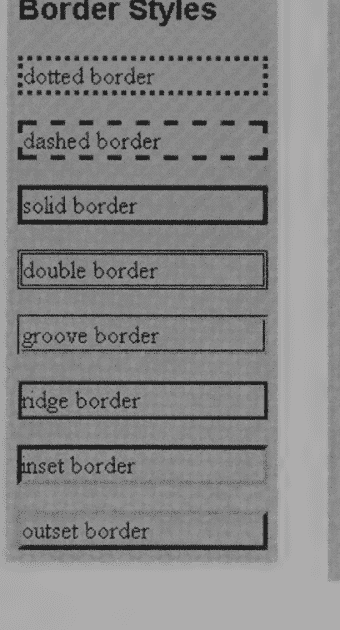 Border Styles
dotted border
dashed border
solid border
double border
groove border
ridge border
inset border
outset border